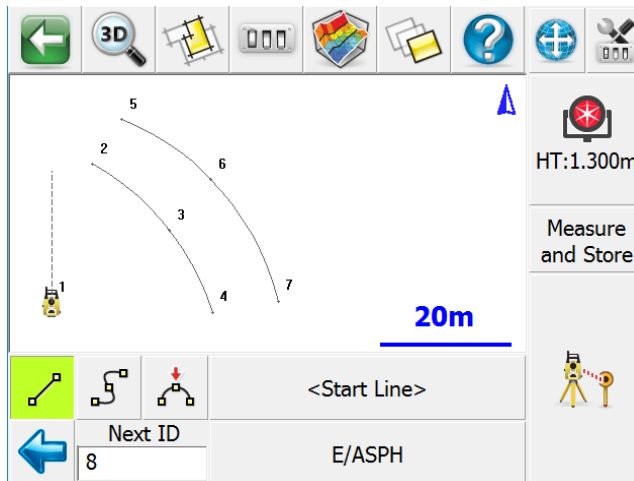 3D
5
2
6
HT:1.300m
3
Measure
and Store
1
4
7
20m
<Start Line>
Next ID
8
E/ASPH